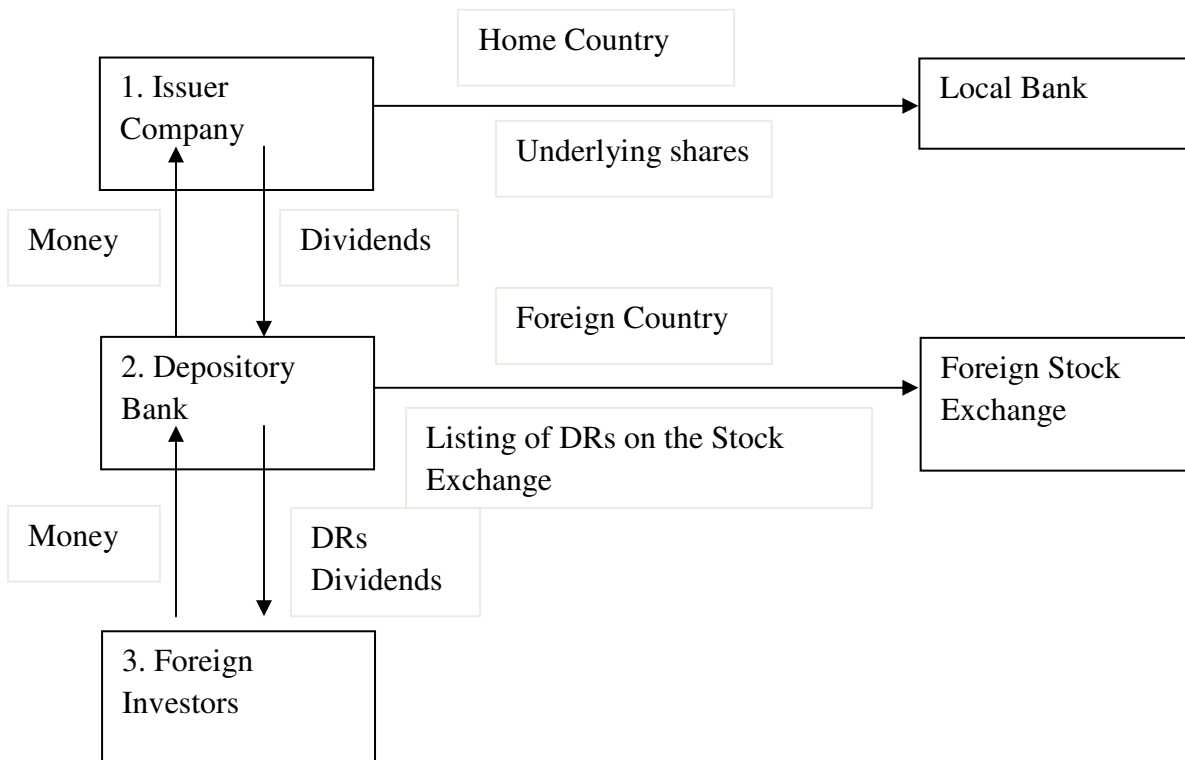 Home Country
1. Issuer
Company
Local Bank
Underlying shares
Money
Dividends
Foreign Country
2. Depository
Bank
Foreign Stock
Exchange
Listing of DRs on the Stock
Exchange
Money
DRs
Dividends
3. Foreign
Investors